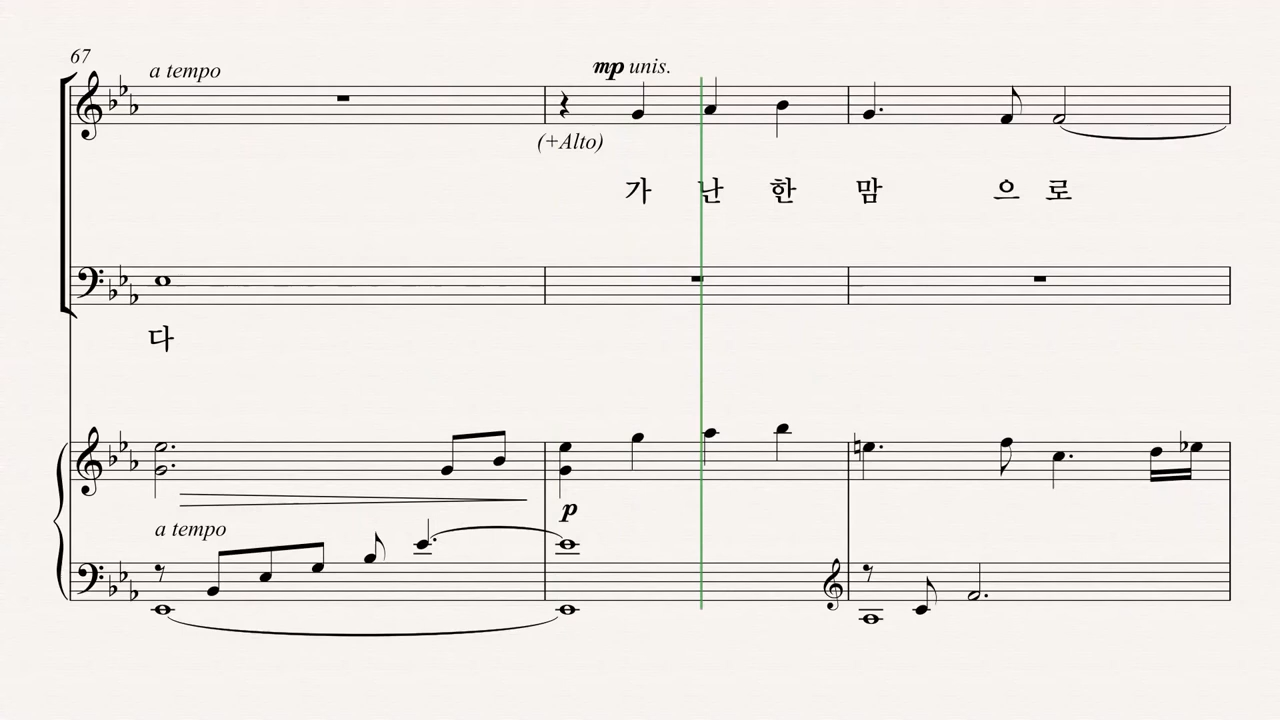 67
a tempo
mp unis.
(+Alto)
가 난 한 맘 으 로
다
p
a tempo